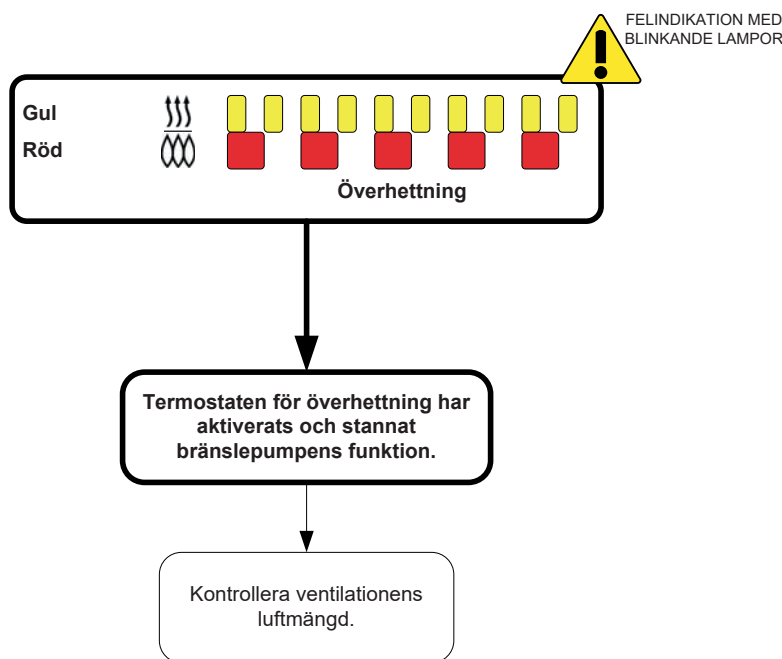 FELINDIKATION MED
BLINKANDE LAMPOR
Gul
Röd
Överhettning
Termostaten för överhettning har
aktiverats och stannat
bränslepumpens funktion.
Kontrollera ventilationens
luftmängd.